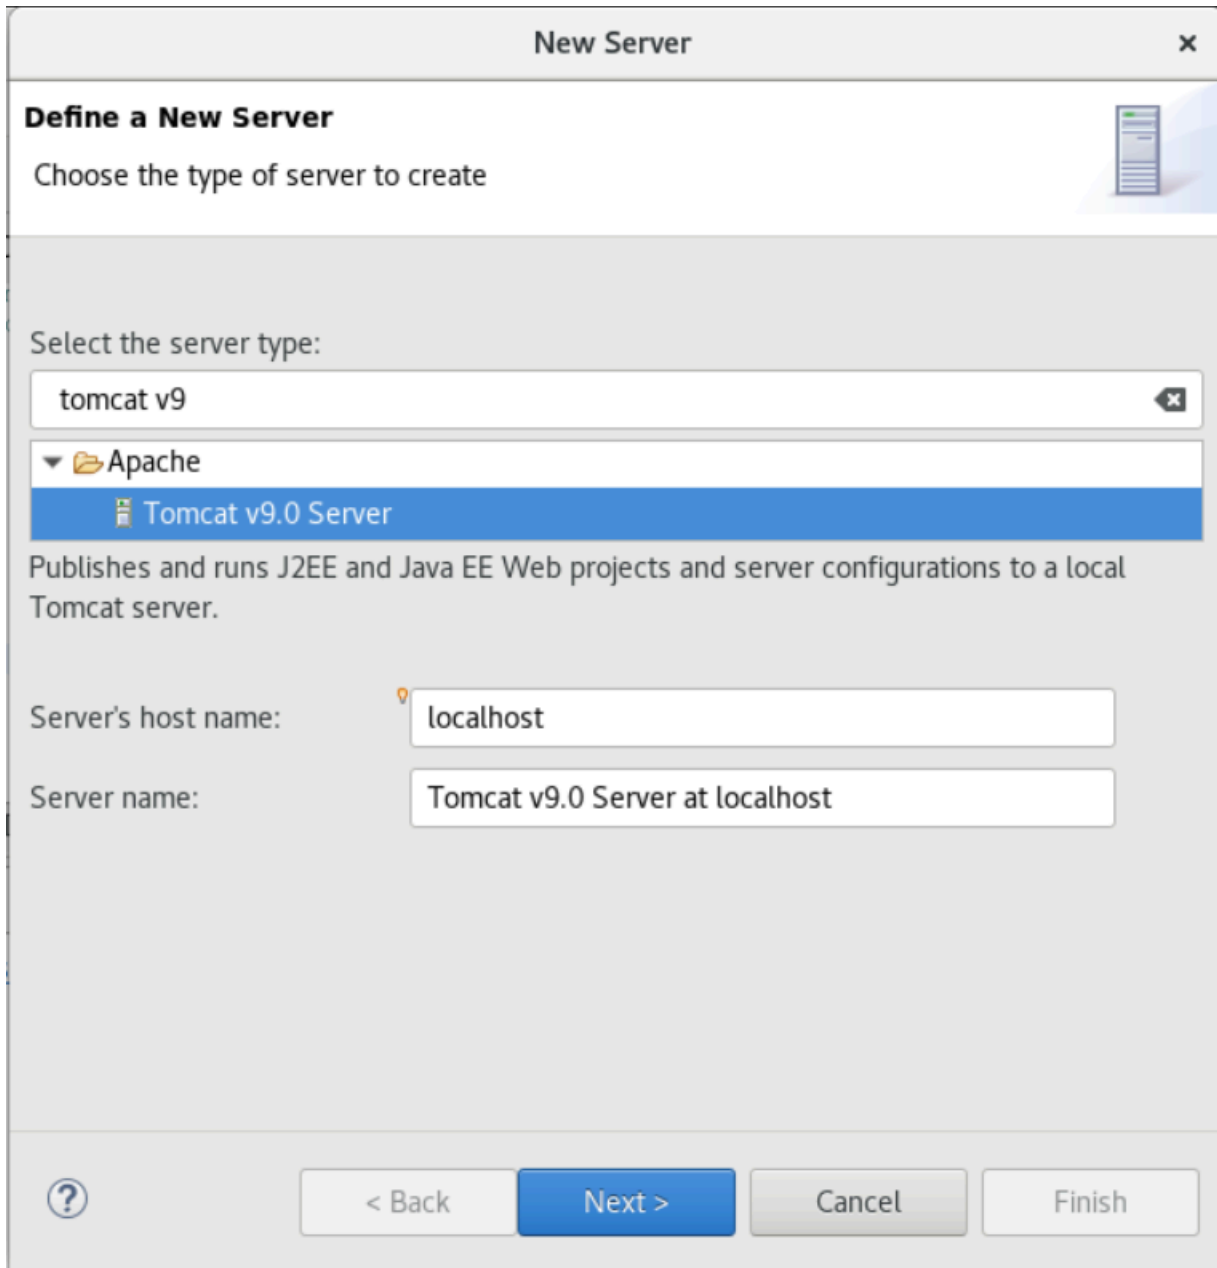 New Server
Define a New Server
Choose the type of server to create
Select the server type:
tomcat v9
Apache
Tomcat v9.0 Server
Publishes and runs J2EE and Java EE Web projects and server configurations to a local
Tomcat server.
Server's host name:
localhost
Server name:
Tomcat v9.0 Server at localhost
? < Back Next > Cancel Finish